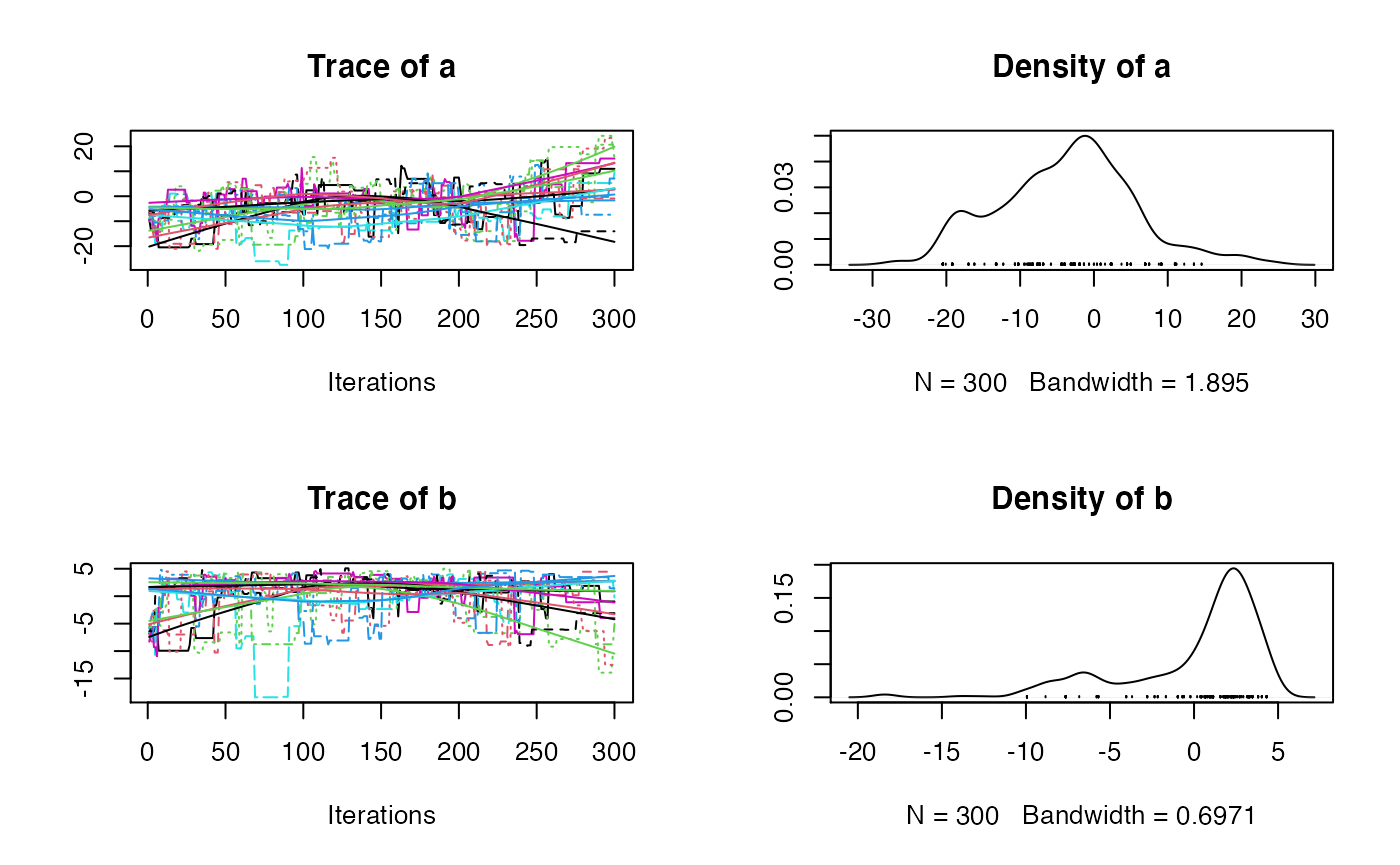 Trace of a
20
0
-20
0 50 100 150 200 250 300
Iterations
Density of a
0.03
0.00
-30 -20 -10 0 10 20 30
N = 300 Bandwidth = 1.895
Trace of b
5
-5
-15
0 50 100 150 200 250 300
Iterations
Density of b
0.15
0.00
-20 -15 -10 -5 0 5
N = 300 Bandwidth = 0.6971